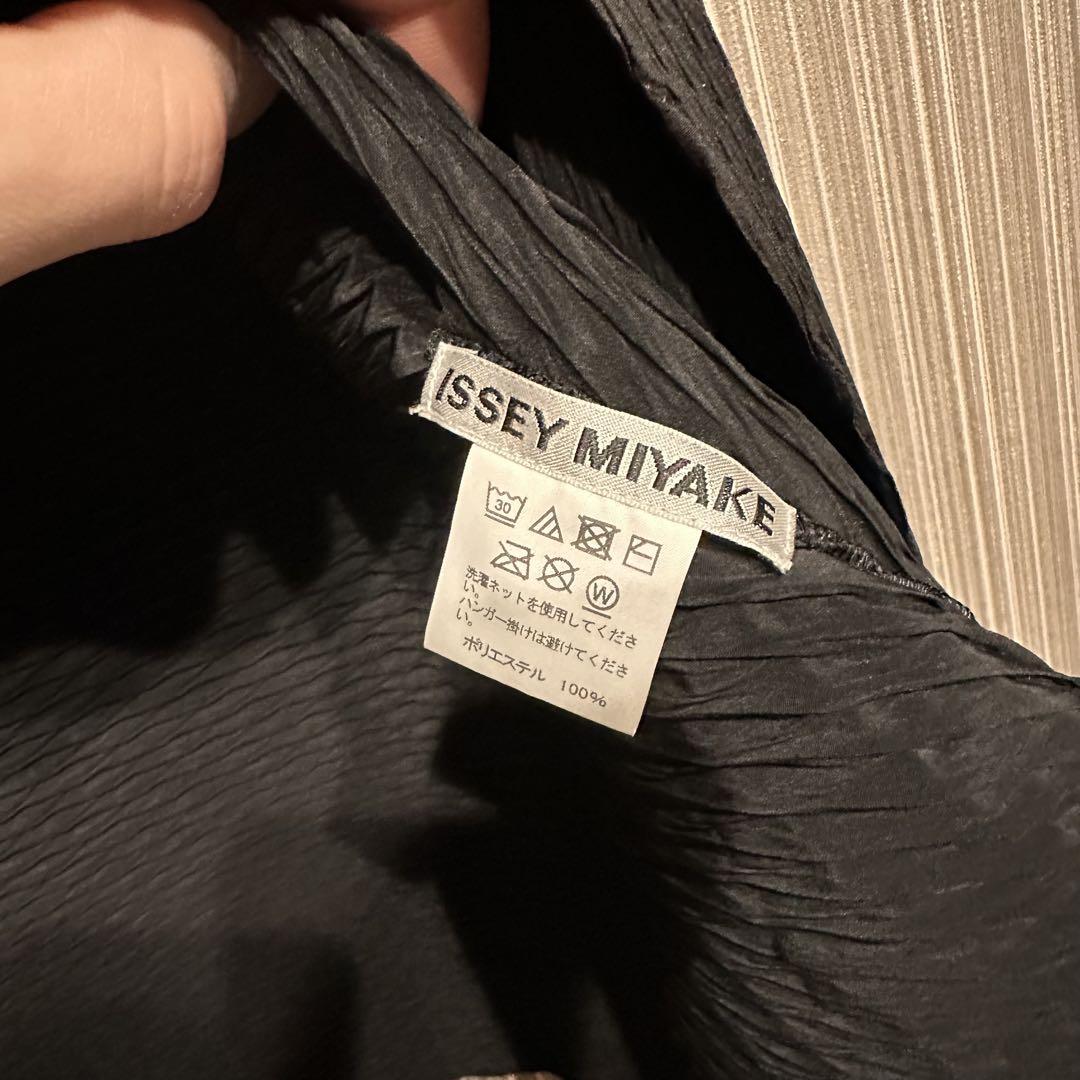 ISSEY MIYAKE
30
W
洗濯ネットを使用してくださ
い。
ハンガー掛けは避けてくださ
い。
ポリエステル 100%